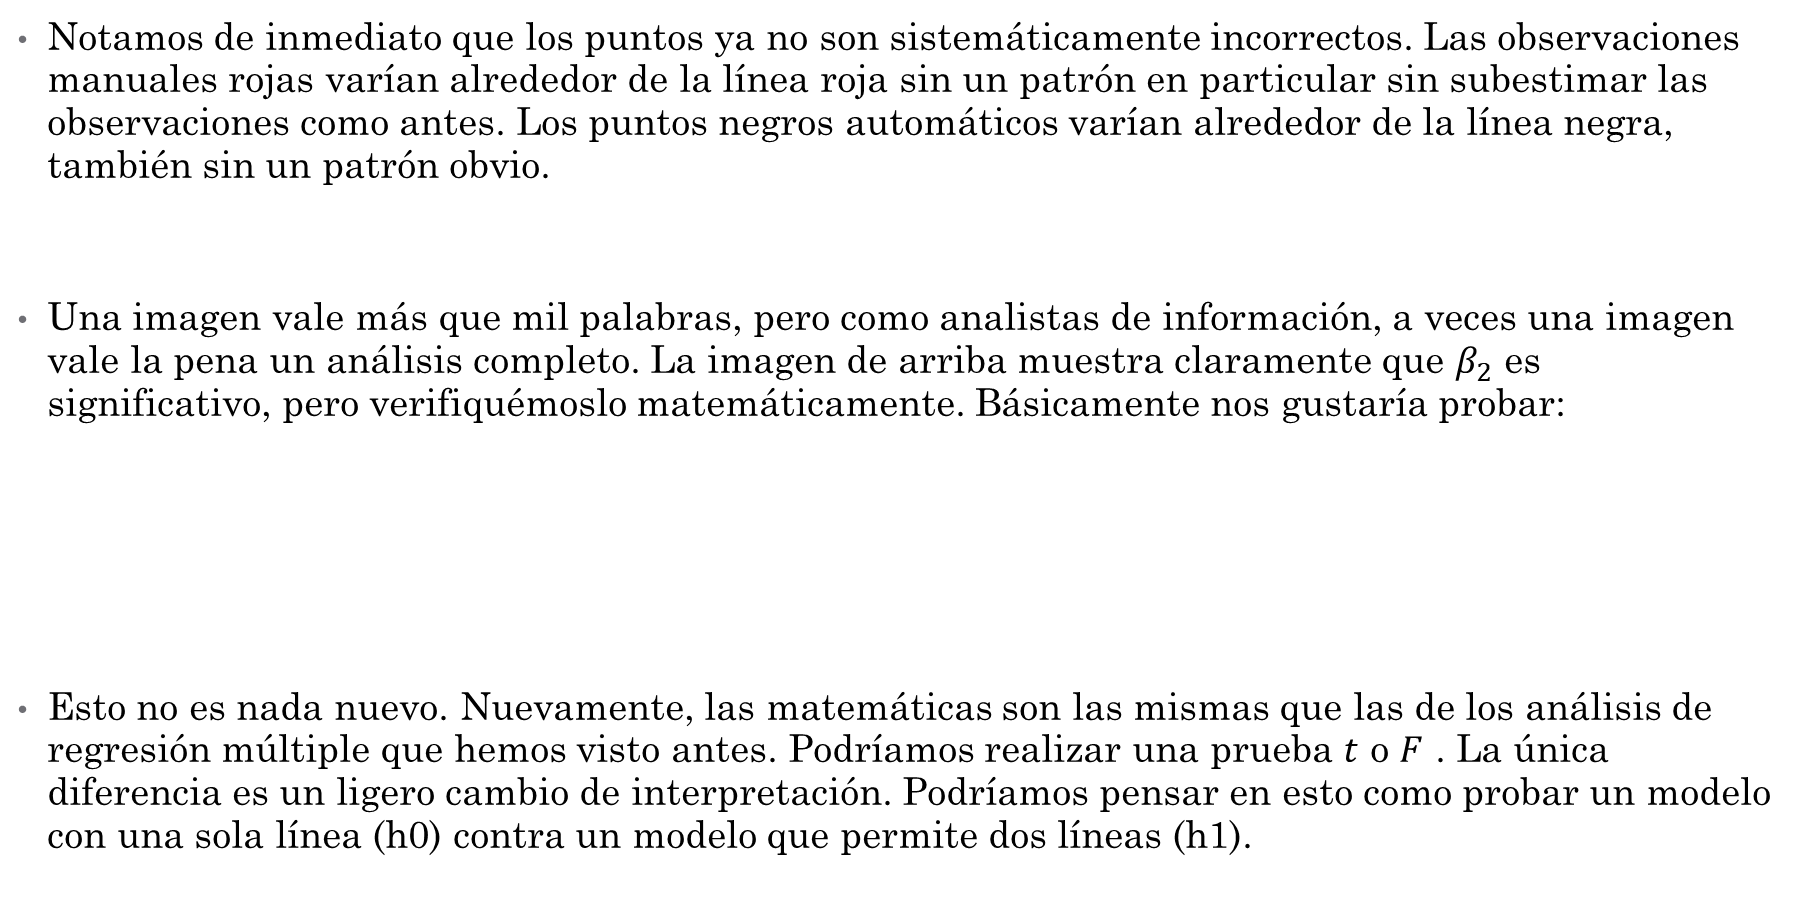 • Notamos de inmediato que los puntos ya no son sistemáticamente incorrectos. Las observaciones
manuales rojas varían alrededor de la línea roja sin un patrón en particular sin subestimar las
observaciones como antes. Los puntos negros automáticos varían alrededor de la línea negra,
también sin un patrón obvio.
• Una imagen vale más que mil palabras, pero como analistas de información, a veces una imagen
vale la pena un análisis completo. La imagen de arriba muestra claramente que β₂ es
significativo, pero verifiquémoslo matemáticamente. Básicamente nos gustaría probar:
• Esto no es nada nuevo. Nuevamente, las matemáticas son las mismas que las de los análisis de
regresión múltiple que hemos visto antes. Podríamos realizar una prueba t o F . La única
diferencia es un ligero cambio de interpretación. Podríamos pensar en esto como probar un modelo
con una sola línea (h0) contra un modelo que permite dos líneas (h1).